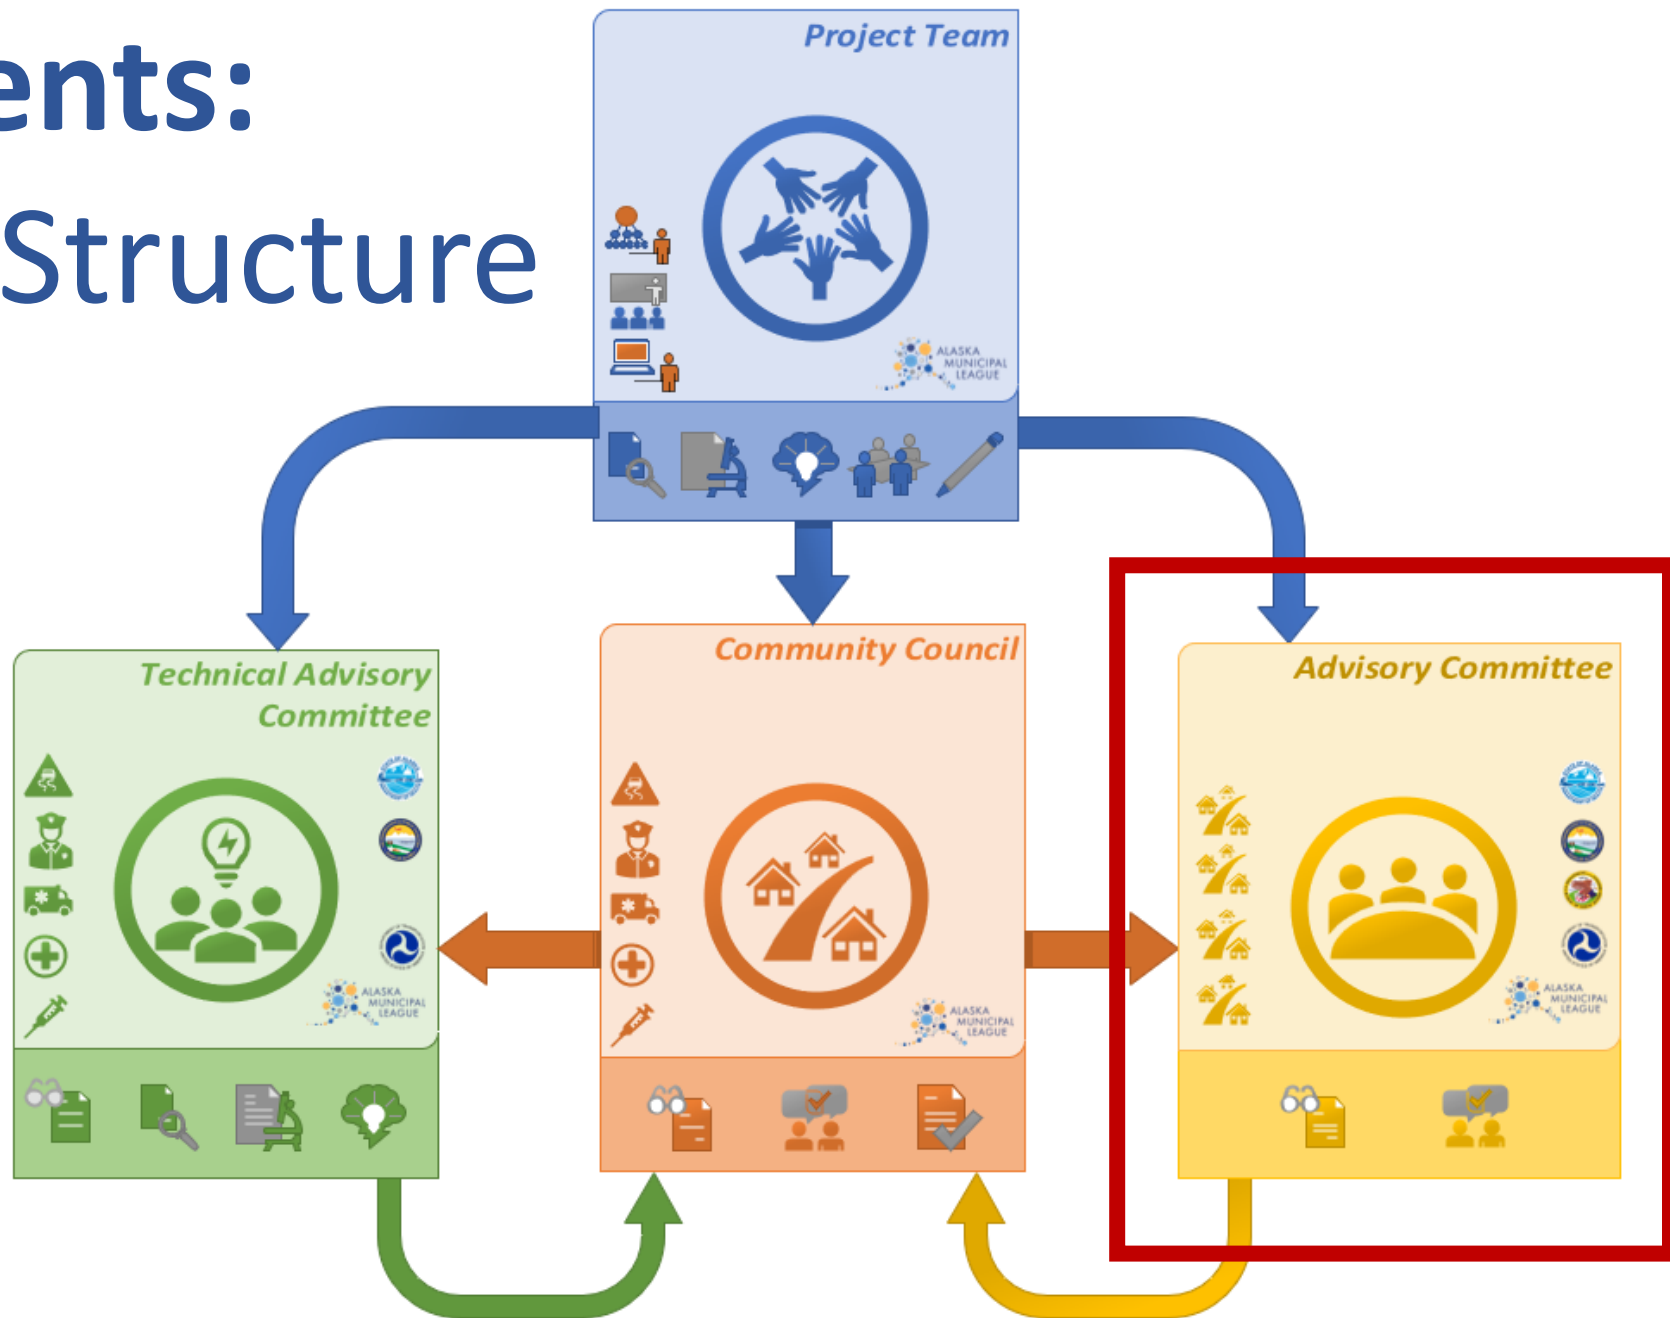 ents:
Structure
Project Team
ALASKA
MUNICIPAL
LEAGUE
Technical Advisory
Committee
ALASKA
MUNICIPAL
LEAGUE
Community Council
ALASKA
MUNICIPAL
LEAGUE
Advisory Committee
ALASKA
MUNICIPAL
LEAGUE